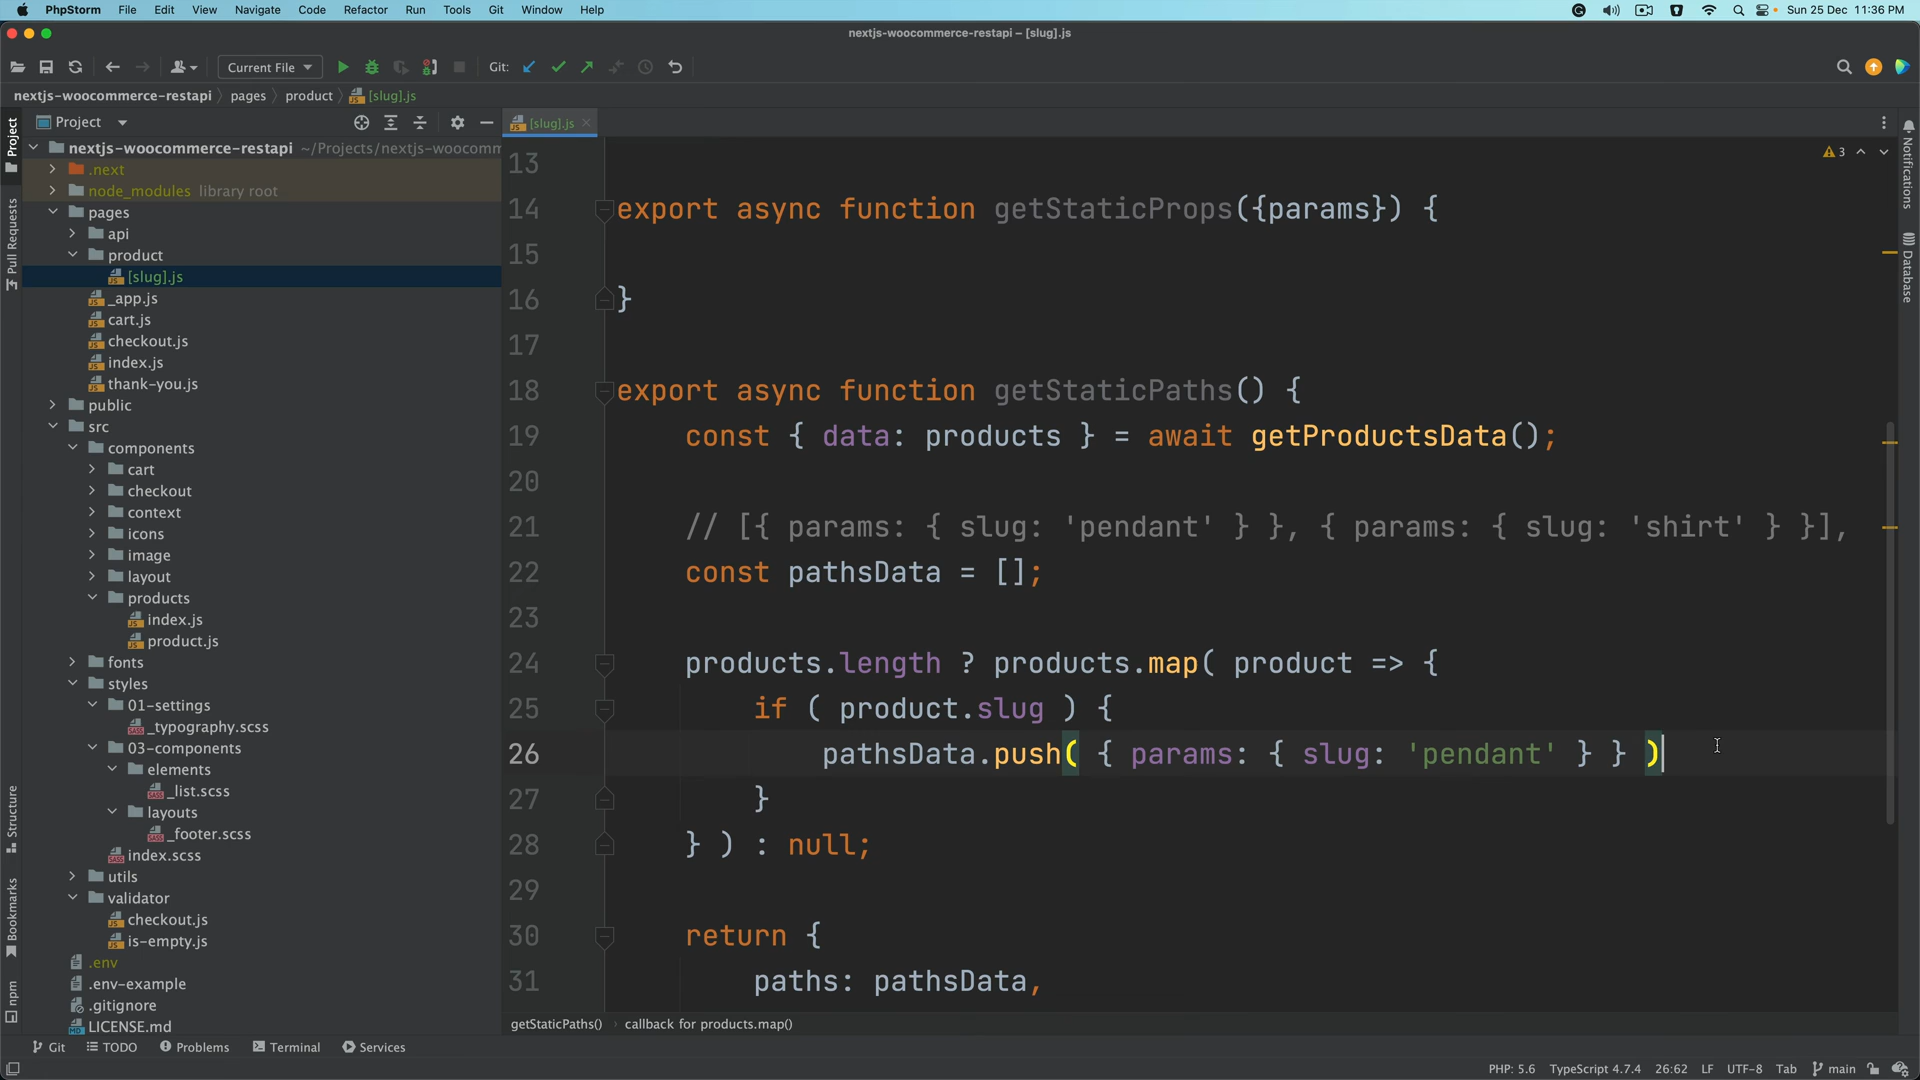 PhpStorm File Edit View Navigate Code Refactor Run Tools Git Window Help Sun 25 Dec 11:36 PM
nextjs-woocommerce-restapi – [slug].js
Current File Git:
nextjs-woocommerce-restapi pages product [slug].js
Project
[slug].js
nextjs-woocommerce-restapi ~/Projects/nextjs-woocomm
.next
node_modules library root
pages
api
product
[slug].js
_app.js
cart.js
checkout.js
index.js
thank-you.js
public
src
components
cart
checkout
context
icons
image
layout
products
index.js
product.js
fonts
styles
01-settings
_typography.scss
03-components
elements
_list.scss
layouts
_footer.scss
index.scss
utils
validator
checkout.js
is-empty.js
.env
.env-example
.gitignore
LICENSE.md
Project
Pull Requests
Structure
Bookmarks
npm
3
13
14 export async function getStaticProps({params}) {
15
16 }
17
18 export async function getStaticPaths() {
19 const { data: products } = await getProductsData();
20
21 // [{ params: { slug: 'pendant' } }, { params: { slug: 'shirt' } }],
22 const pathsData = [];
23
24 products.length ? products.map( product => {
25 if ( product.slug ) {
26 pathsData.push( { params: { slug: 'pendant' } } )
27 }
28 } ) : null;
29
30 return {
31 paths: pathsData,
Notifications
Database
getStaticPaths() callback for products.map()
Git TODO Problems Terminal Services
PHP: 5.6 TypeScript 4.7.4 26:62 LF UTF-8 Tab main